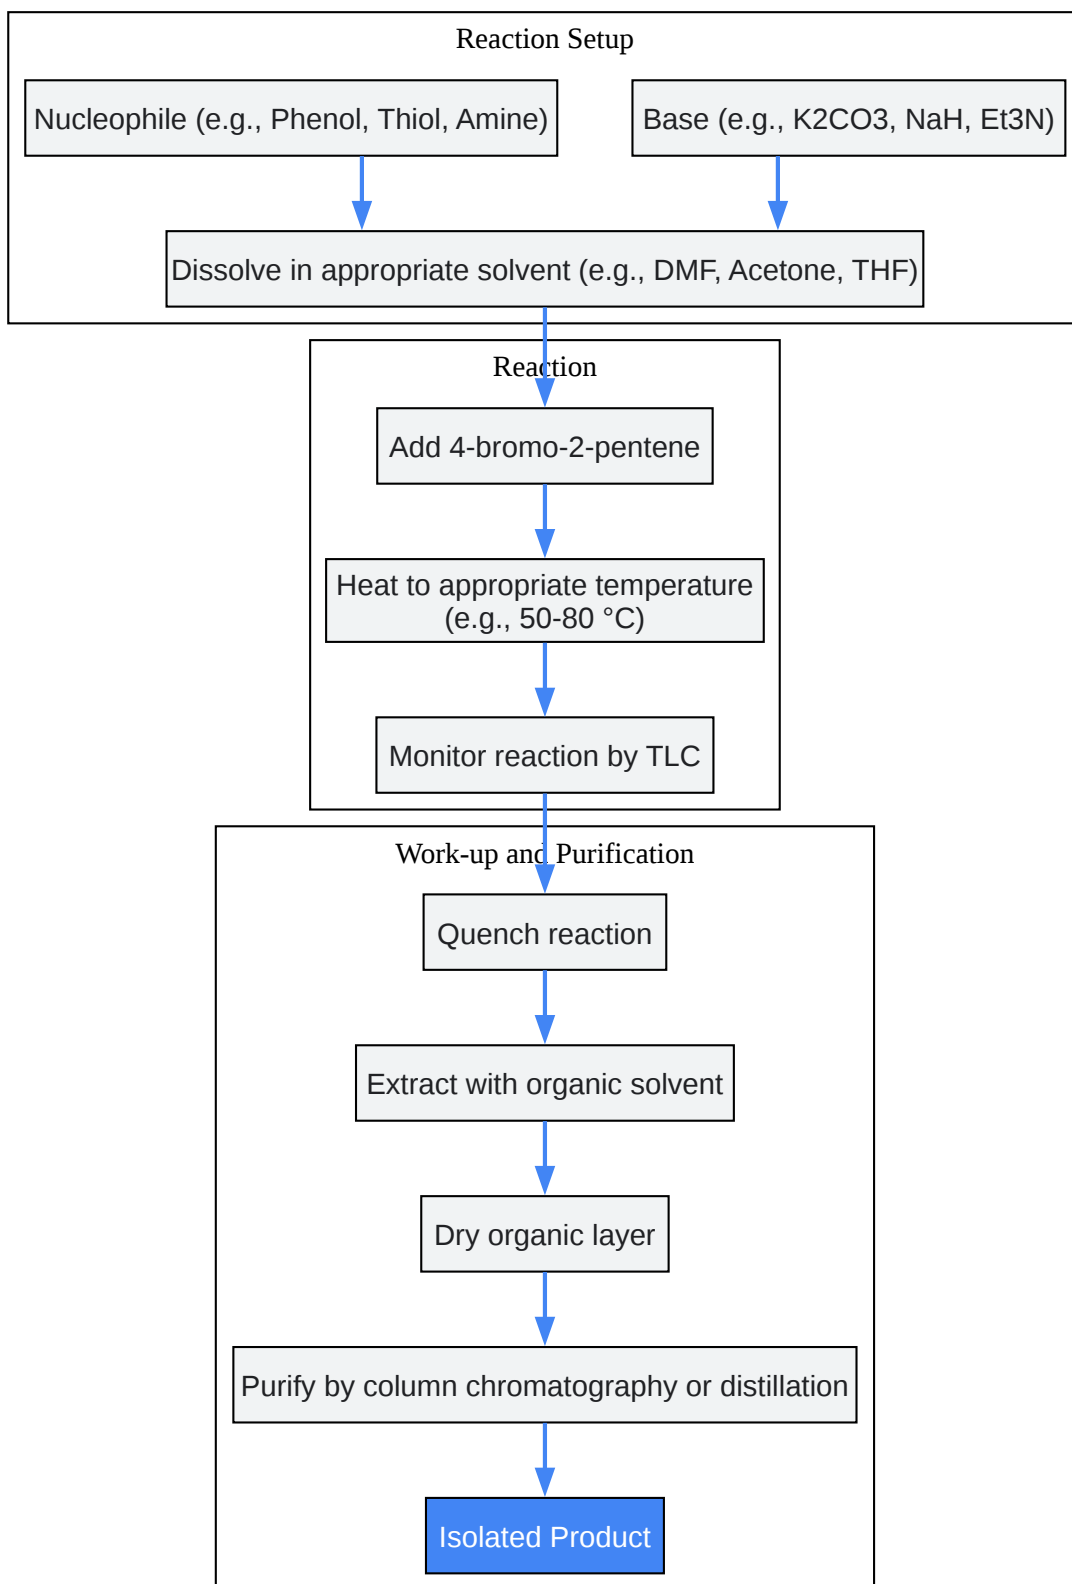 Reaction Setup
Nucleophile (e.g., Phenol, Thiol, Amine)
Base (e.g., K2CO3, NaH, Et3N)
Dissolve in appropriate solvent (e.g., DMF, Acetone, THF)
Reaction
Add 4-bromo-2-pentene
Heat to appropriate temperature
(e.g., 50-80 °C)
Monitor reaction by TLC
Work-up and Purification
Quench reaction
Extract with organic solvent
Dry organic layer
Purify by column chromatography or distillation
Isolated Product